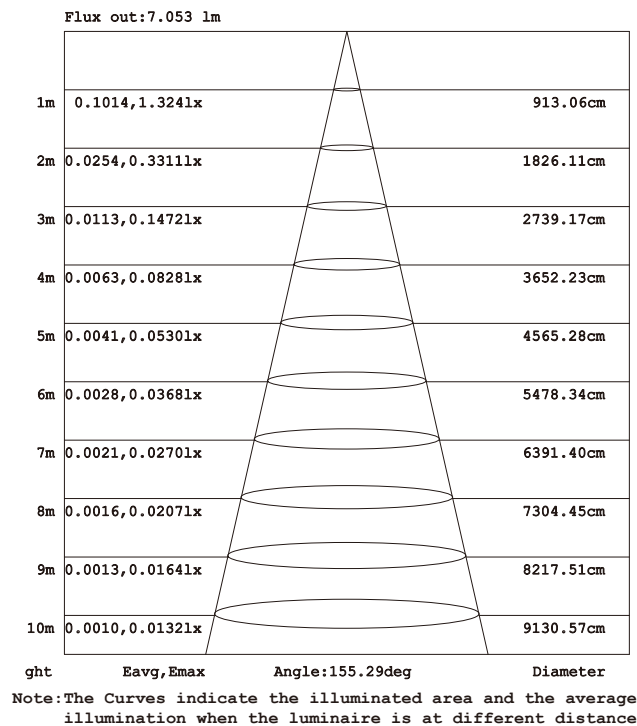 Flux out:7.053 lm
1m 0.1014,1.324lx 913.06cm
2m 0.0254,0.3311lx 1826.11cm
3m 0.0113,0.1472lx 2739.17cm
4m 0.0063,0.0828lx 3652.23cm
5m 0.0041,0.0530lx 4565.28cm
6m 0.0028,0.0368lx 5478.34cm
7m 0.0021,0.0270lx 6391.40cm
8m 0.0016,0.0207lx 7304.45cm
9m 0.0013,0.0164lx 8217.51cm
10m 0.0010,0.0132lx 9130.57cm
ght Eavg,Emax Angle:155.29deg Diameter
Note:The Curves indicate the illuminated area and the average
illumination when the luminaire is at different distance